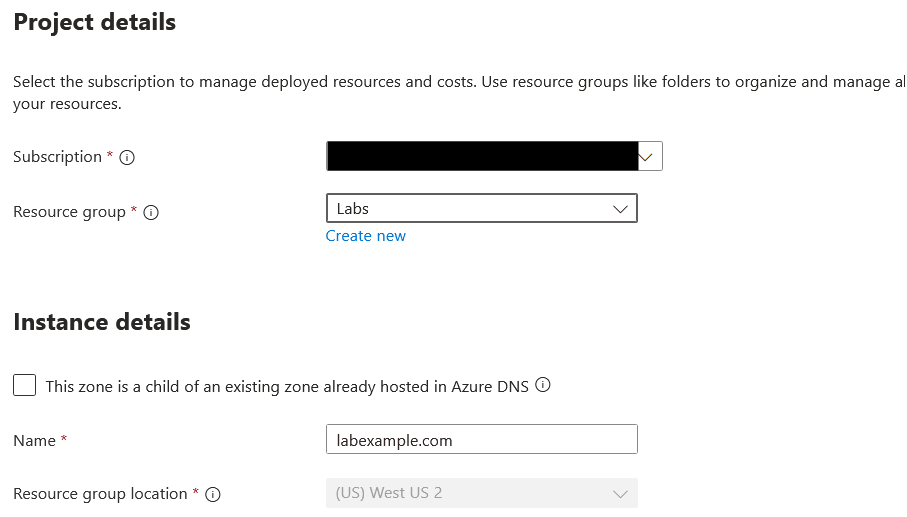 Project details
Select the subscription to manage deployed resources and costs. Use resource groups like folders to organize and manage al
your resources.
Subscription *
Resource group *
Labs
Create new
Instance details
This zone is a child of an existing zone already hosted in Azure DNS
Name *
labexample.com
Resource group location *
(US) West US 2